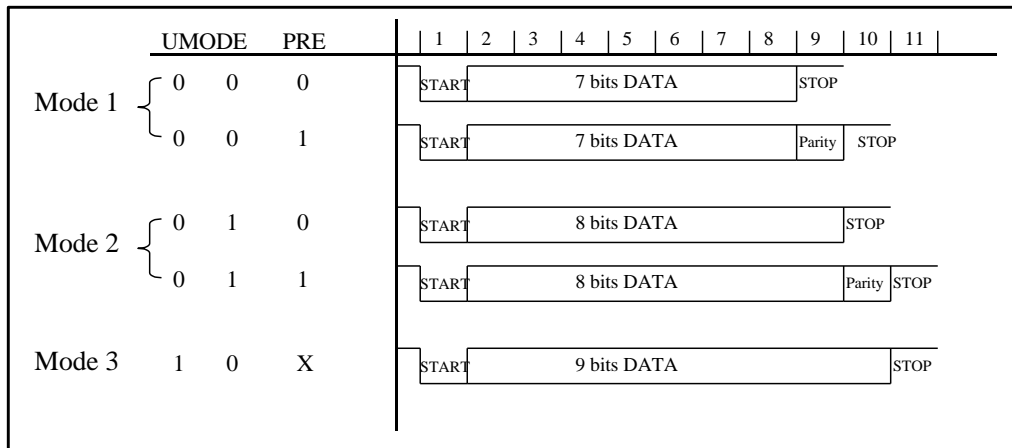 UMODE PRE 1 2 3 4 5 6 7 8 9 10 11
Mode 1
0 0 0 START 7 bits DATA STOP
0 0 1 START 7 bits DATA Parity STOP
Mode 2
0 1 0 START 8 bits DATA STOP
0 1 1 START 8 bits DATA Parity STOP
Mode 3 1 0 X START 9 bits DATA STOP